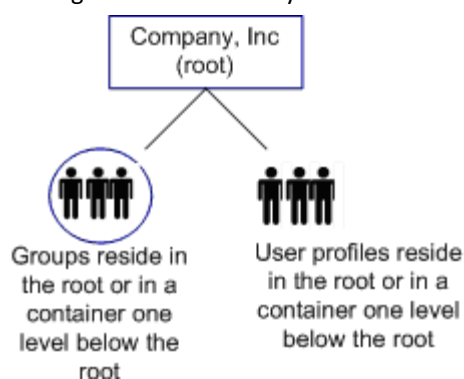 Company, Inc
(root)
Groups reside in
the root or in a
container one
level below the
root
User profiles reside
in the root or in a
container one level
below the root